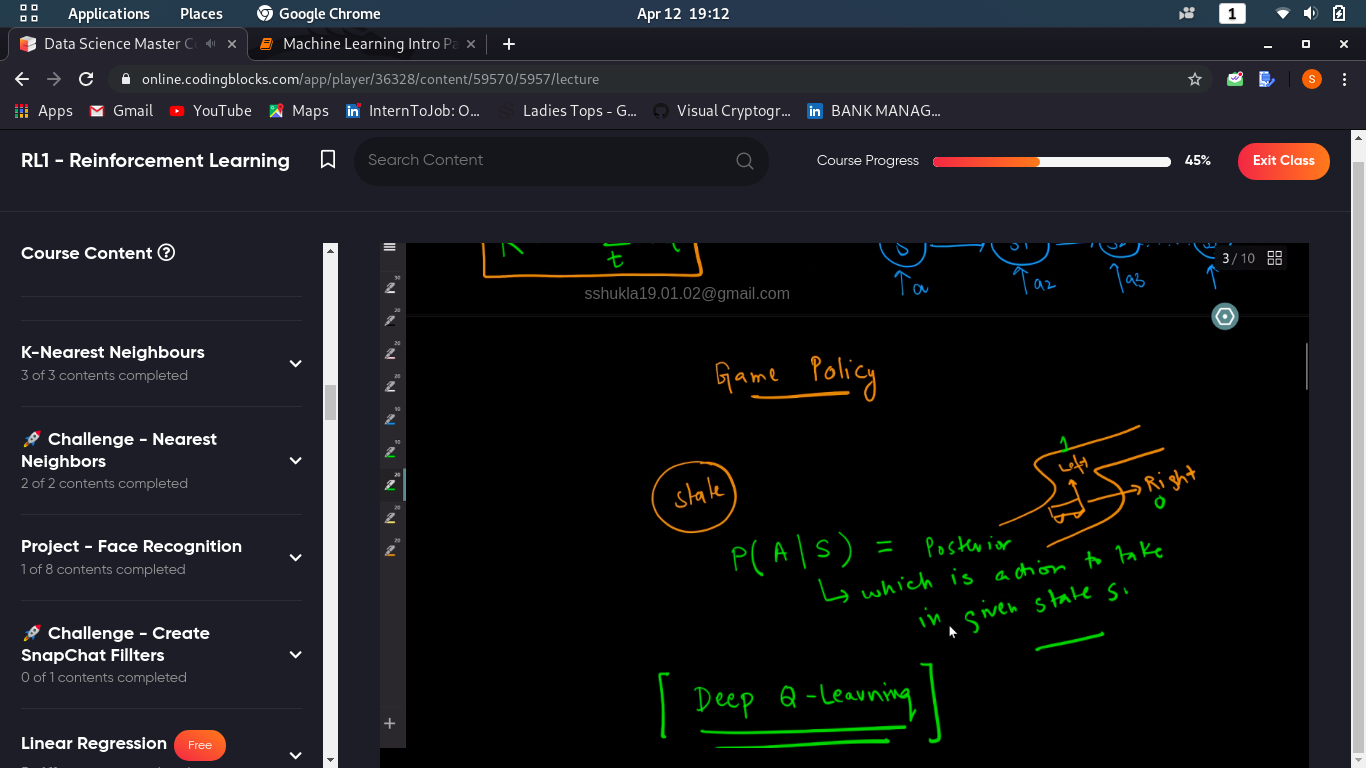 Applications Places Google Chrome Apr 12 19:12 1
Data Science Master C Machine Learning Intro Pa
online.codingblocks.com/app/player/36328/content/59570/5957/lecture S
Apps Gmail YouTube Maps InternToJob: O... Ladies Tops - G... Visual Cryptogr... BANK MANAG...
RL1 - Reinforcement Learning
Search Content
Course Progress 45% Exit Class
Course Content
K-Nearest Neighbours
3 of 3 contents completed
🚀 Challenge - Nearest
Neighbors
2 of 2 contents completed
Project - Face Recognition
1 of 8 contents completed
🚀 Challenge - Create
SnapChat Fillters
0 of 1 contents completed
Linear Regression Free
t
S S1
a a2 a3
3 / 10
sshukla19.01.02@gmail.com
Game Policy
State
1
Left
Right
0
P(A|S) = Posterior
which is action to take
in given state s.
[Deep Q-Learning]